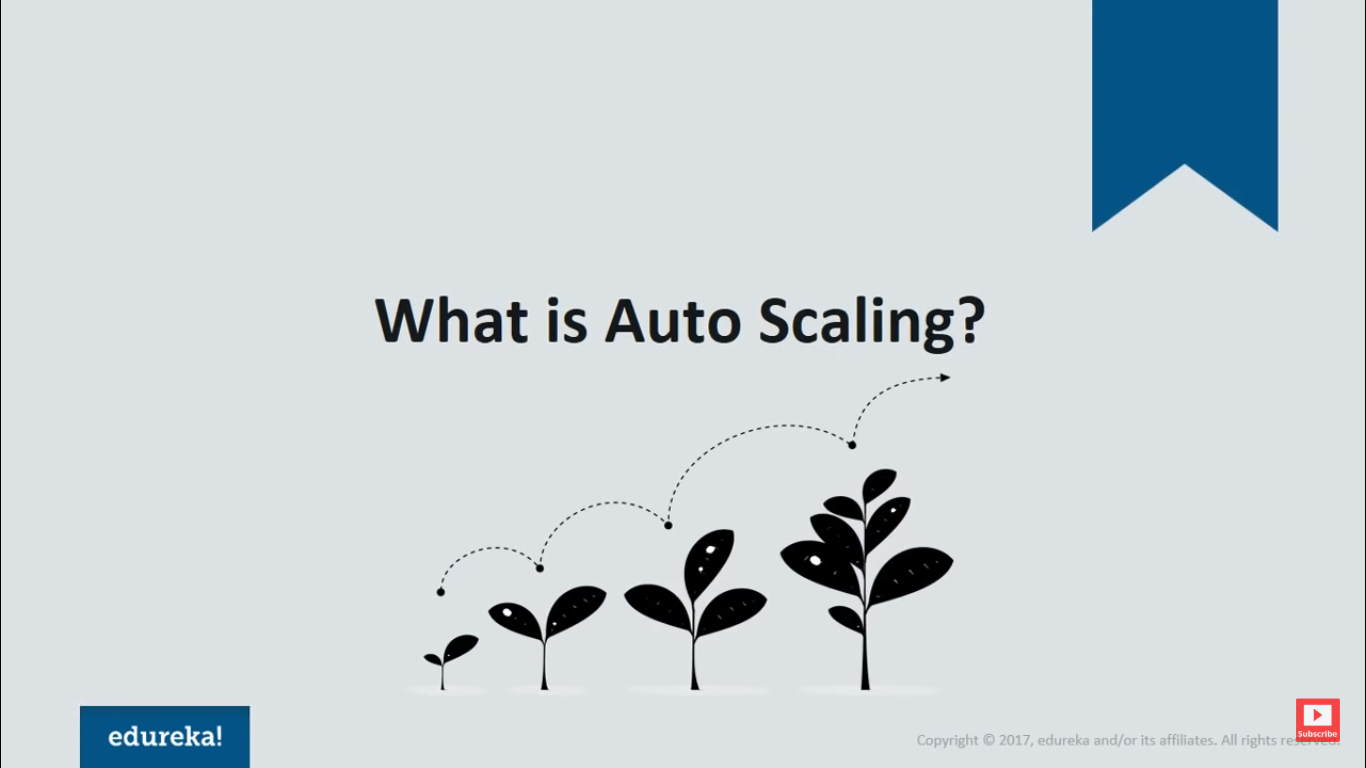 What is Auto Scaling?
edureka!
Copyright © 2017, edureka and/or its affiliates. All rights reserved.
Subscribe